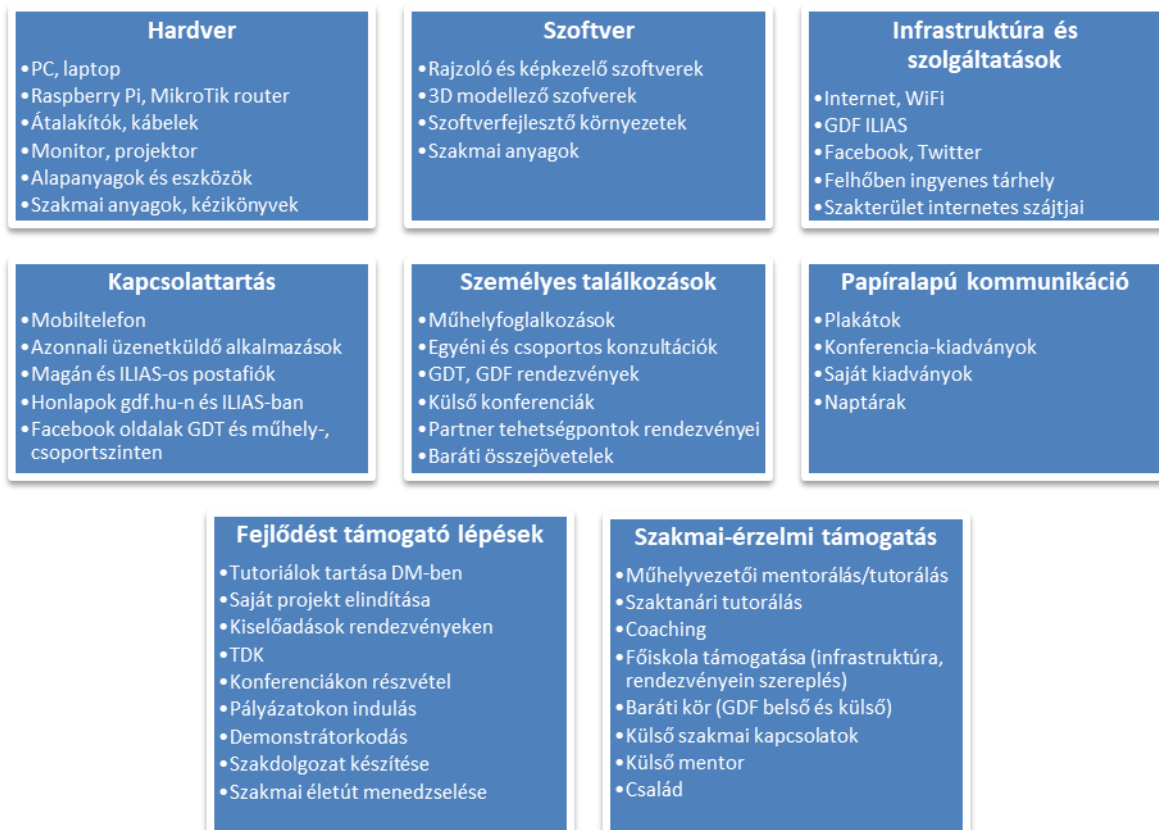 Hardver
•PC, laptop
•Raspberry Pi, MikroTik router
•Átalakítók, kábelek
•Monitor, projektor
•Alapanyagok és eszközök
•Szakmai anyagok, kézikönyvek
Szoftver
•Rajzoló és képkezelő szoftverek
•3D modellező szofverek
•Szoftverfejlesztő környezetek
•Szakmai anyagok
Infrastruktúra és
szolgáltatások
•Internet, WiFi
•GDF ILIAS
•Facebook, Twitter
•Felhőben ingyenes tárhely
•Szakterület internetes szájtjai
Kapcsolattartás
•Mobiltelefon
•Azonnali üzenetküldő alkalmazások
•Magán és ILIAS-os postafiók
•Honlapok gdf.hu-n és ILIAS-ban
•Facebook oldalak GDT és műhely-,
csoportszinten
Személyes találkozások
•Műhelyfoglalkozások
•Egyéni és csoportos konzultációk
•GDT, GDF rendezvények
•Külső konferenciák
•Partner tehetségpontok rendezvényei
•Baráti összejövetelek
Papíralapú kommunikáció
•Plakátok
•Konferencia-kiadványok
•Saját kiadványok
•Naptárak
Fejlődést támogató lépések
•Tutoriálok tartása DM-ben
•Saját projekt elindítása
•Kiselőadások rendezvényeken
•TDK
•Konferenciákon részvétel
•Pályázatokon indulás
•Demonstrátorkodás
•Szakdolgozat készítése
•Szakmai életút menedzselése
Szakmai-érzelmi támogatás
•Műhelyvezetői mentorálás/tutorálás
•Szaktanári tutorálás
•Coaching
•Főiskola támogatása (infrastruktúra,
rendezvényein szereplés)
•Baráti kör (GDF belső és külső)
•Külső szakmai kapcsolatok
•Külső mentor
•Család